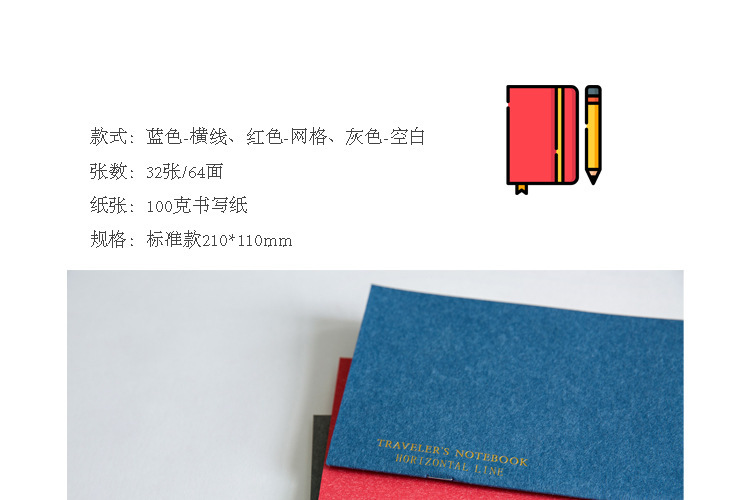 款式: 蓝色-横线、红色-网格、灰色-空白
张数: 32张/64面
纸张: 100克书写纸
规格: 标准款210*110mm
TRAVELER'S NOTEBOOK
HORIZONTAL LINE